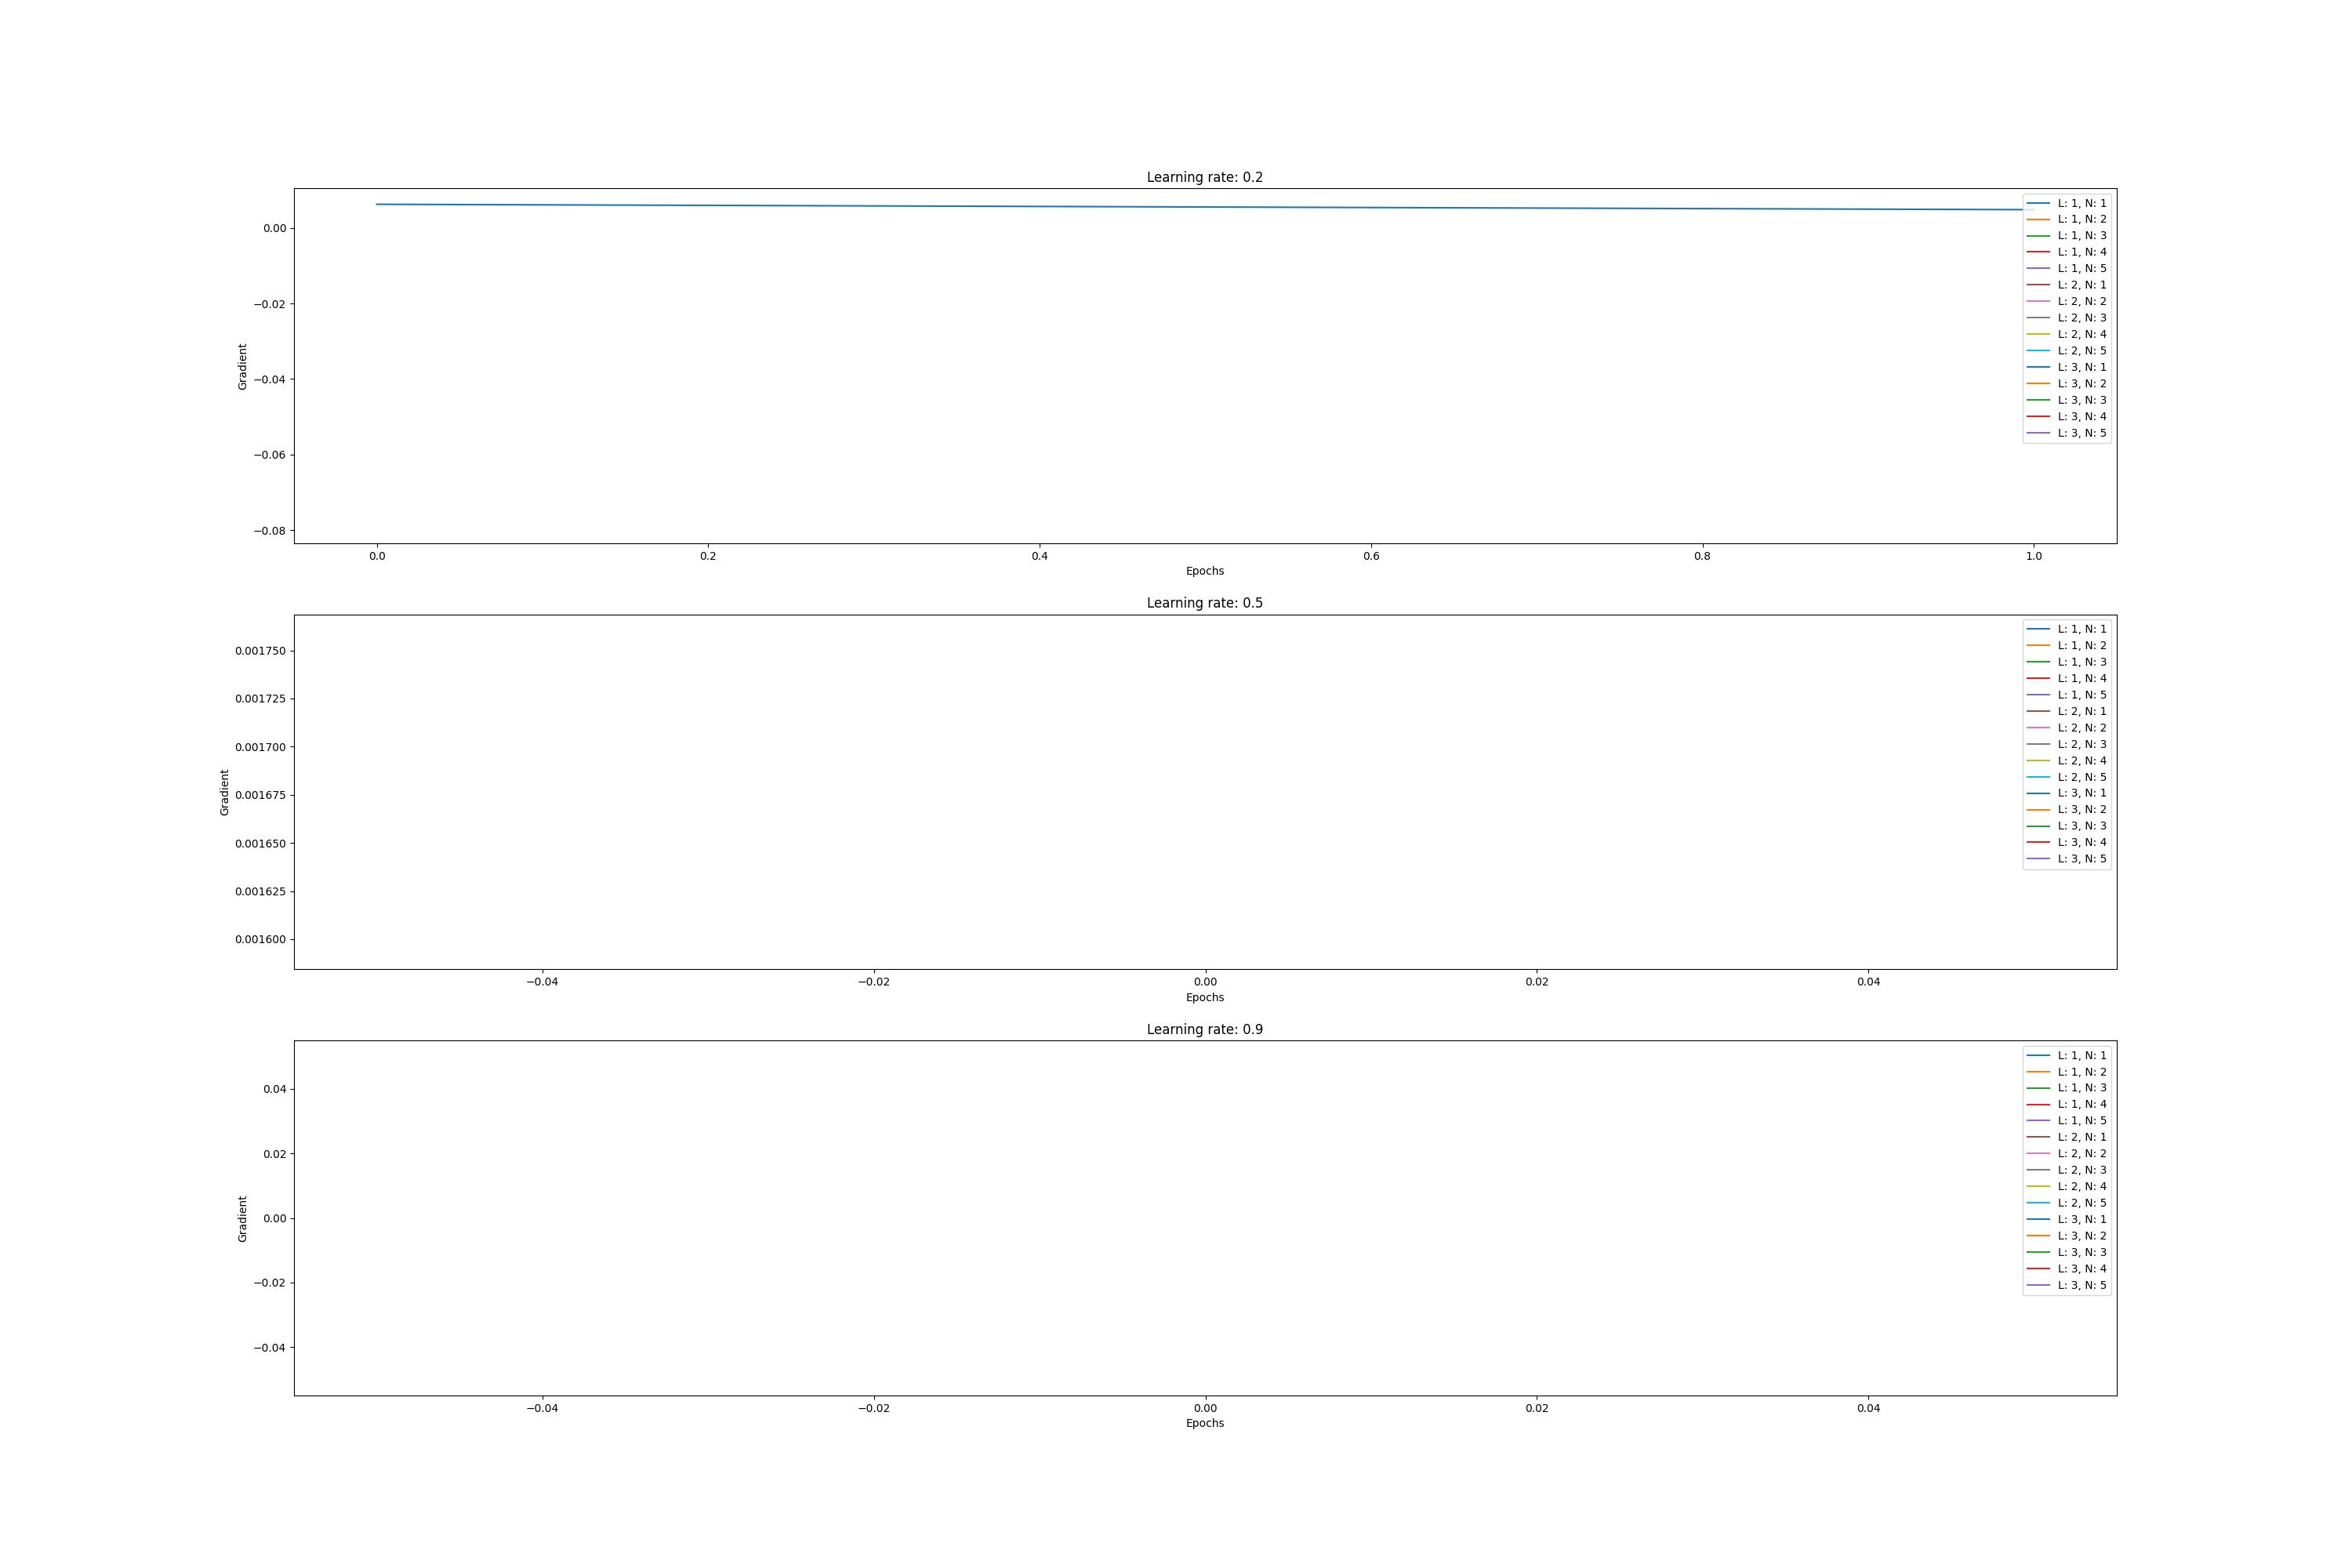 Learning rate: 0.2
Gradient
0.00
−0.02
−0.04
−0.06
−0.08
0.0 0.2 0.4 0.6 0.8 1.0
Epochs
L: 1, N: 1
L: 1, N: 2
L: 1, N: 3
L: 1, N: 4
L: 1, N: 5
L: 2, N: 1
L: 2, N: 2
L: 2, N: 3
L: 2, N: 4
L: 2, N: 5
L: 3, N: 1
L: 3, N: 2
L: 3, N: 3
L: 3, N: 4
L: 3, N: 5
Learning rate: 0.5
Gradient
0.001750
0.001725
0.001700
0.001675
0.001650
0.001625
0.001600
−0.04 −0.02 0.00 0.02 0.04
Epochs
L: 1, N: 1
L: 1, N: 2
L: 1, N: 3
L: 1, N: 4
L: 1, N: 5
L: 2, N: 1
L: 2, N: 2
L: 2, N: 3
L: 2, N: 4
L: 2, N: 5
L: 3, N: 1
L: 3, N: 2
L: 3, N: 3
L: 3, N: 4
L: 3, N: 5
Learning rate: 0.9
Gradient
0.04
0.02
0.00
−0.02
−0.04
−0.04 −0.02 0.00 0.02 0.04
Epochs
L: 1, N: 1
L: 1, N: 2
L: 1, N: 3
L: 1, N: 4
L: 1, N: 5
L: 2, N: 1
L: 2, N: 2
L: 2, N: 3
L: 2, N: 4
L: 2, N: 5
L: 3, N: 1
L: 3, N: 2
L: 3, N: 3
L: 3, N: 4
L: 3, N: 5